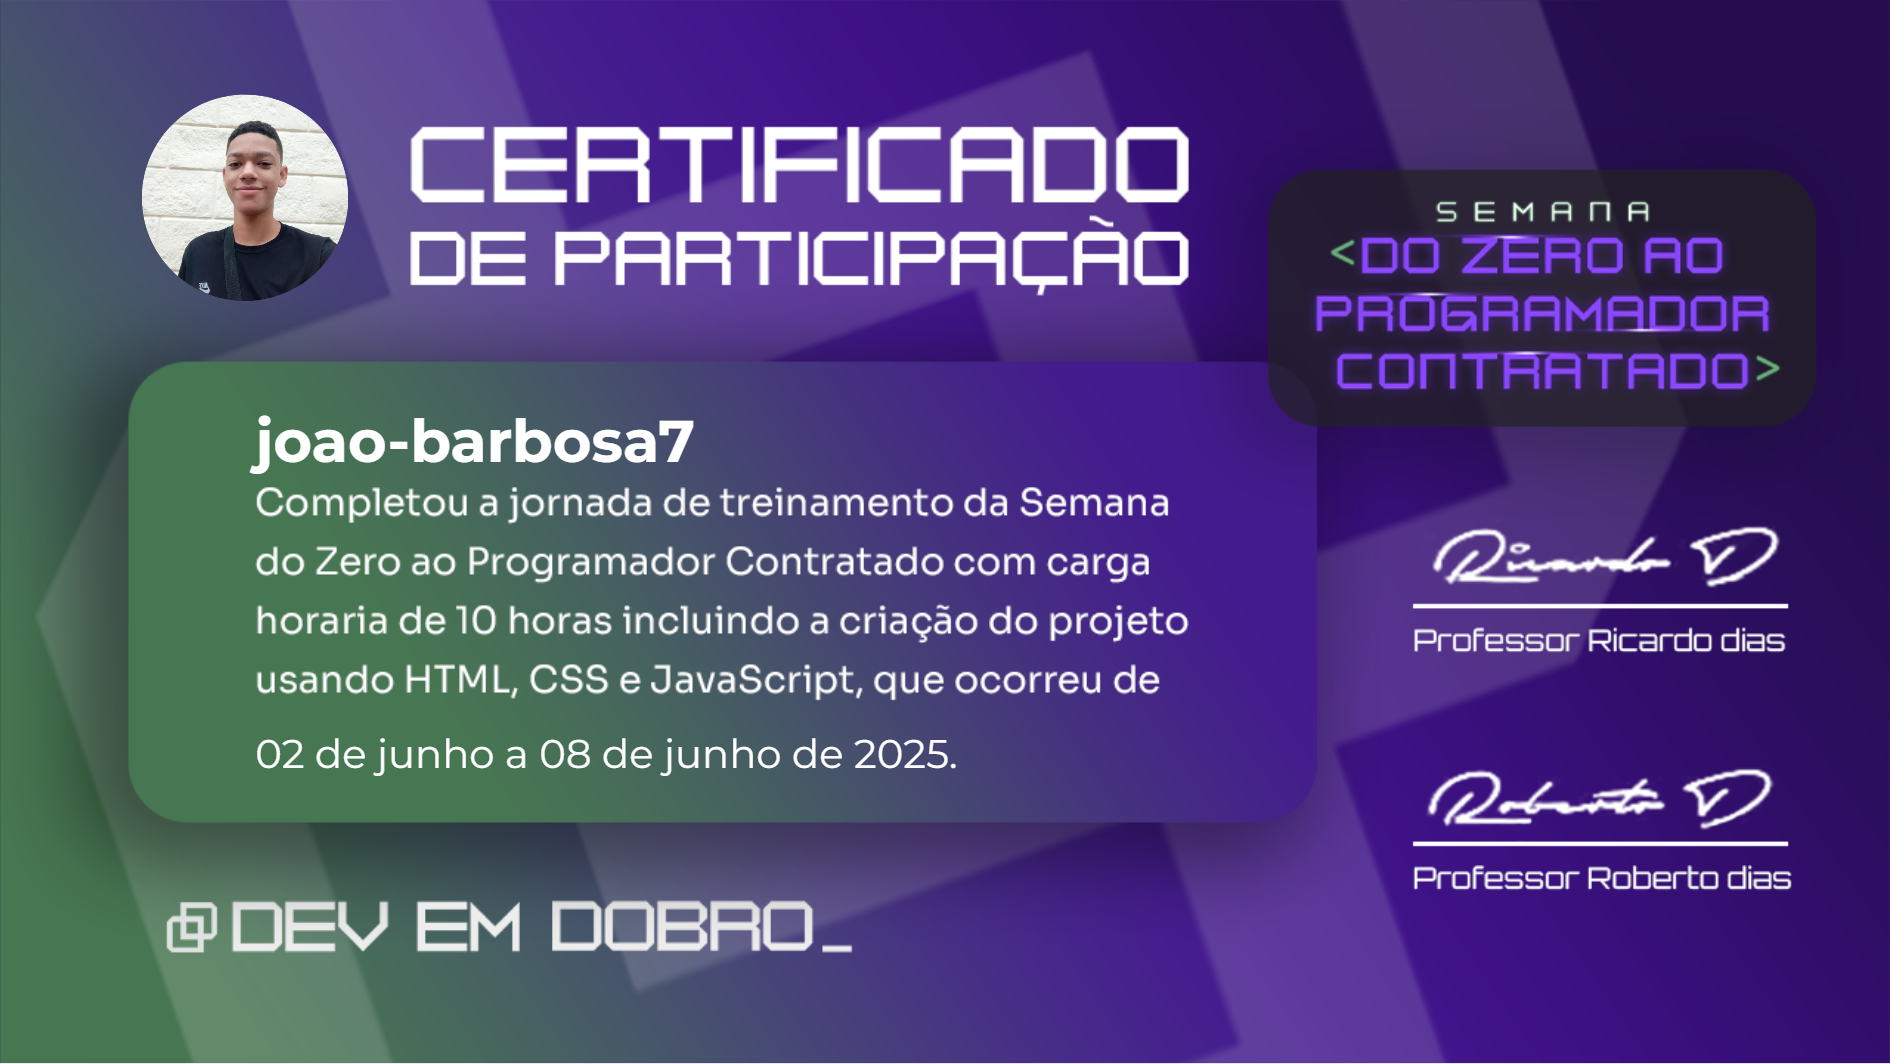 CERTIFICADO
DE PARTICIPAÇÃO
SEMANA
<DO ZERO AO
PROGRAMADOR
CONTRATADO>
joao-barbosa7
Completou a jornada de treinamento da Semana
do Zero ao Programador Contratado com carga
horaria de 10 horas incluindo a criação do projeto
usando HTML, CSS e JavaScript, que ocorreu de
02 de junho a 08 de junho de 2025.
Ricardo D
Professor Ricardo dias
Roberto D
Professor Roberto dias
DEV EM DOBRO_